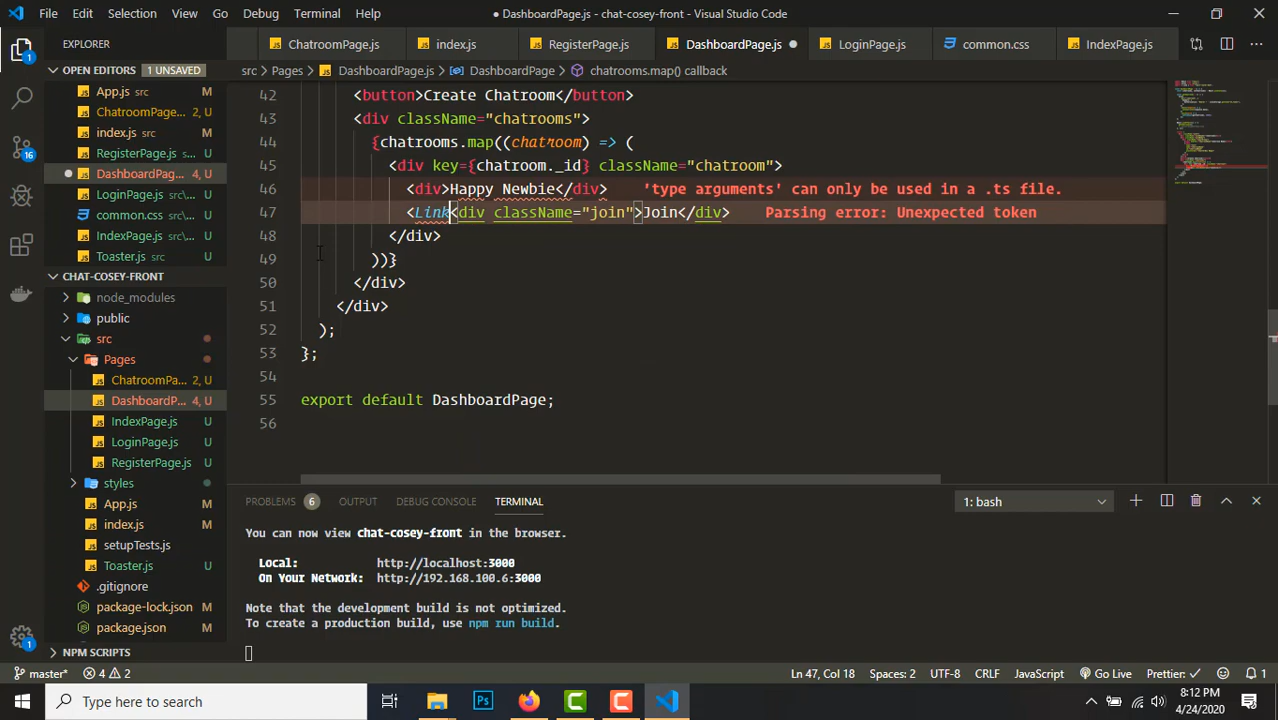 File Edit Selection View Go Debug Terminal Help
● DashboardPage.js - chat-cosey-front - Visual Studio Code
EXPLORER
ChatroomPage.js index.js RegisterPage.js DashboardPage.js LoginPage.js common.css IndexPage.js
src > Pages > DashboardPage.js > DashboardPage > chatrooms.map() callback
OPEN EDITORS 1 UNSAVED
App.js M
ChatroomPage... 2, U
index.js M
RegisterPage.js src\... U
DashboardPag... 4, U
LoginPage.js src\... U
common.css src\... U
IndexPage.js src\... U
Toaster.js src U
CHAT-COSEY-FRONT
node_modules
public
src
Pages
ChatroomPa... 2, U
DashboardP... 4, U
IndexPage.js U
LoginPage.js U
RegisterPage.js U
styles
App.js M
index.js M
setupTests.js M
Toaster.js U
.gitignore
package-lock.json M
package.json M
NPM SCRIPTS
42 <button>Create Chatroom</button>
43 <div className="chatrooms">
44 {chatrooms.map((chatroom) => (
45 <div key={chatroom._id} className="chatroom">
46 <div>Happy Newbie</div> 'type arguments' can only be used in a .ts file.
47 <Link<div className="join">Join</div> Parsing error: Unexpected token
48 </div>
49 ))}
50 </div>
51 </div>
52 );
53 };
54
55 export default DashboardPage;
56
PROBLEMS 6 OUTPUT DEBUG CONSOLE TERMINAL 1: bash
You can now view chat-cosey-front in the browser.
Local: http://localhost:3000
On Your Network: http://192.168.100.6:3000
Note that the development build is not optimized.
To create a production build, use npm run build.
1
16
1
master* 4 2 Ln 47, Col 18 Spaces: 2 UTF-8 CRLF JavaScript Go Live Prettier: ✓ 1
Type here to search
8:12 PM
4/24/2020